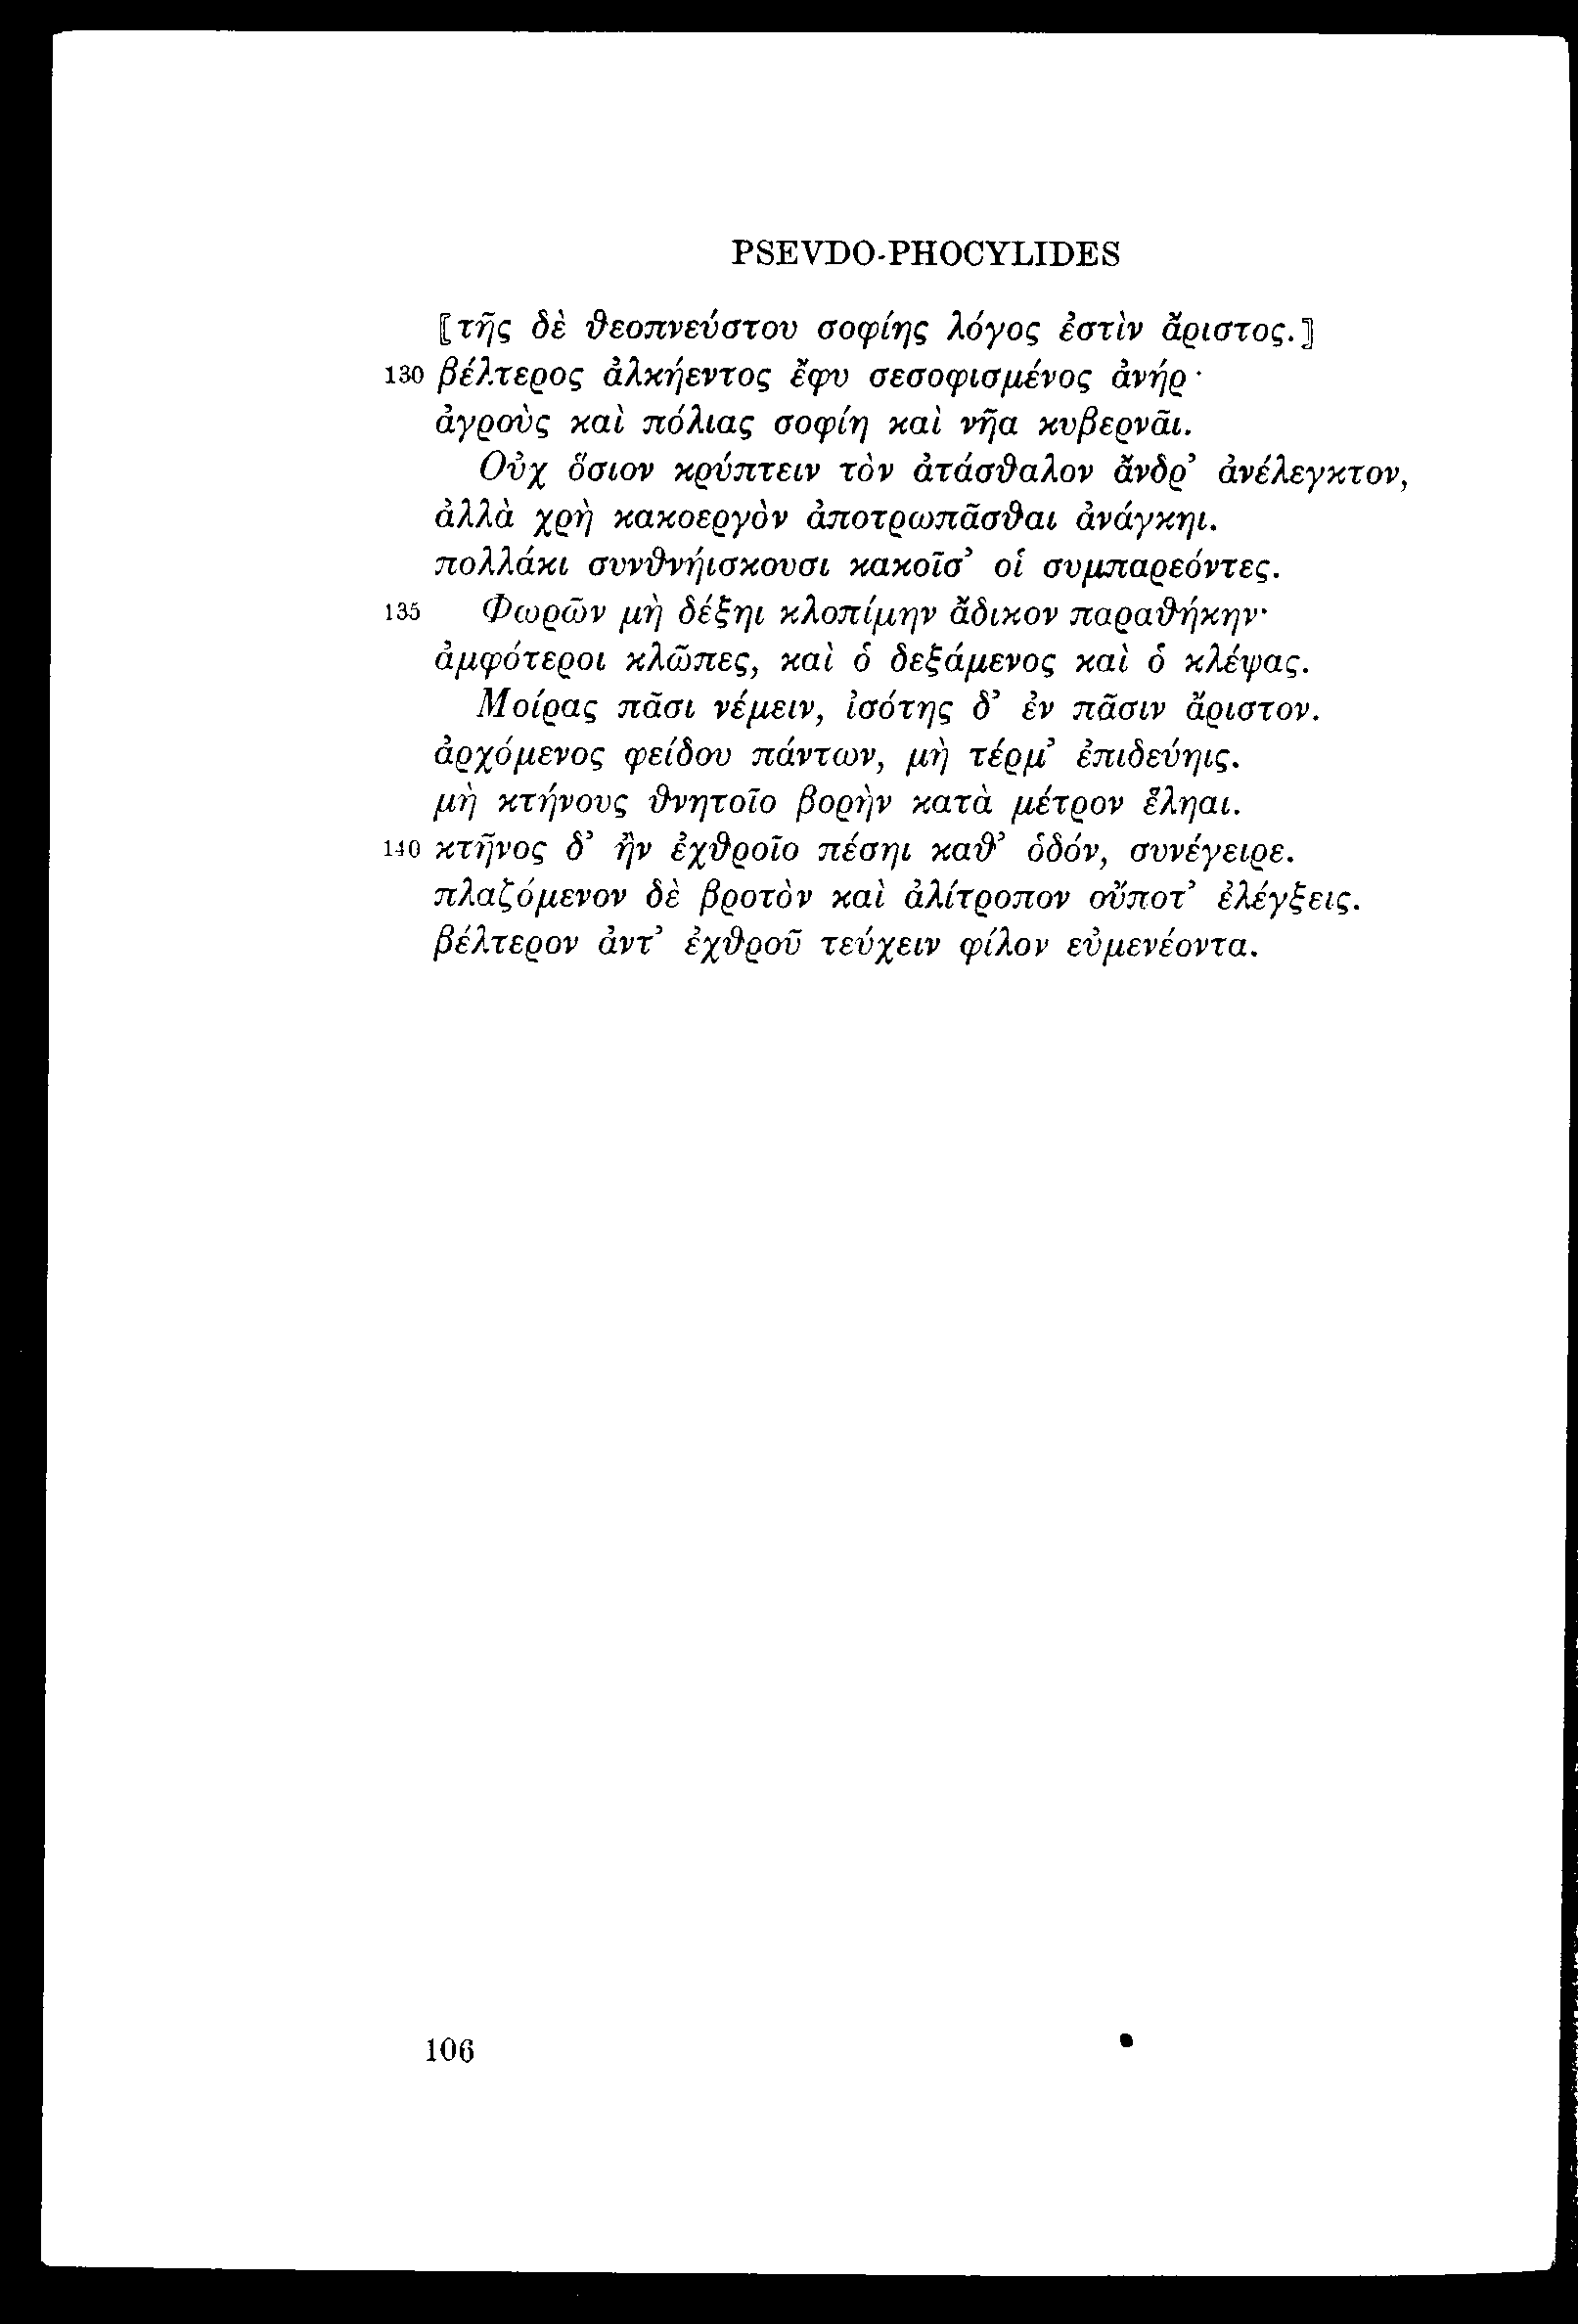 PSEVDO-PHOCYLIDES
⟦τῆς δὲ θεοπνεύστου σοφίης λόγος ἐστὶν ἄριστος.⟧
130 βέλτερος ἀλκήεντος ἔφυ σεσοφισμένος ἀνήρ·
ἀγροὺς καὶ πόλιας σοφίη καὶ νῆα κυβερνᾶι.
Οὐχ ὅσιον κρύπτειν τὸν ἀτάσθαλον ἄνδρ’ ἀνέλεγκτον,
ἀλλὰ χρὴ κακοεργὸν ἀποτρωπᾶσθαι ἀνάγκηι.
πολλάκι συνθνήισκουσι κακοῖσ’ οἱ συμπαρεόντες.
135 Φωρῶν μὴ δέξηι κλοπίμην ἄδικον παραθήκην·
ἀμφότεροι κλῶπες, καὶ ὁ δεξάμενος καὶ ὁ κλέψας.
Μοίρας πᾶσι νέμειν, ἰσότης δ’ ἐν πᾶσιν ἄριστον.
ἀρχόμενος φείδου πάντων, μὴ τέρμ’ ἐπιδεύηις.
μὴ κτήνους θνητοῖο βορὴν κατὰ μέτρον ἕληαι.
140 κτῆνος δ’ ἢν ἐχθροῖο πέσηι καθ’ ὁδόν, συνέγειρε.
πλαζόμενον δὲ βροτὸν καὶ ἀλίτροπον οὔποτ’ ἐλέγξεις.
βέλτερον ἀντ’ ἐχθροῦ τεύχειν φίλον εὐμενέοντα.
106